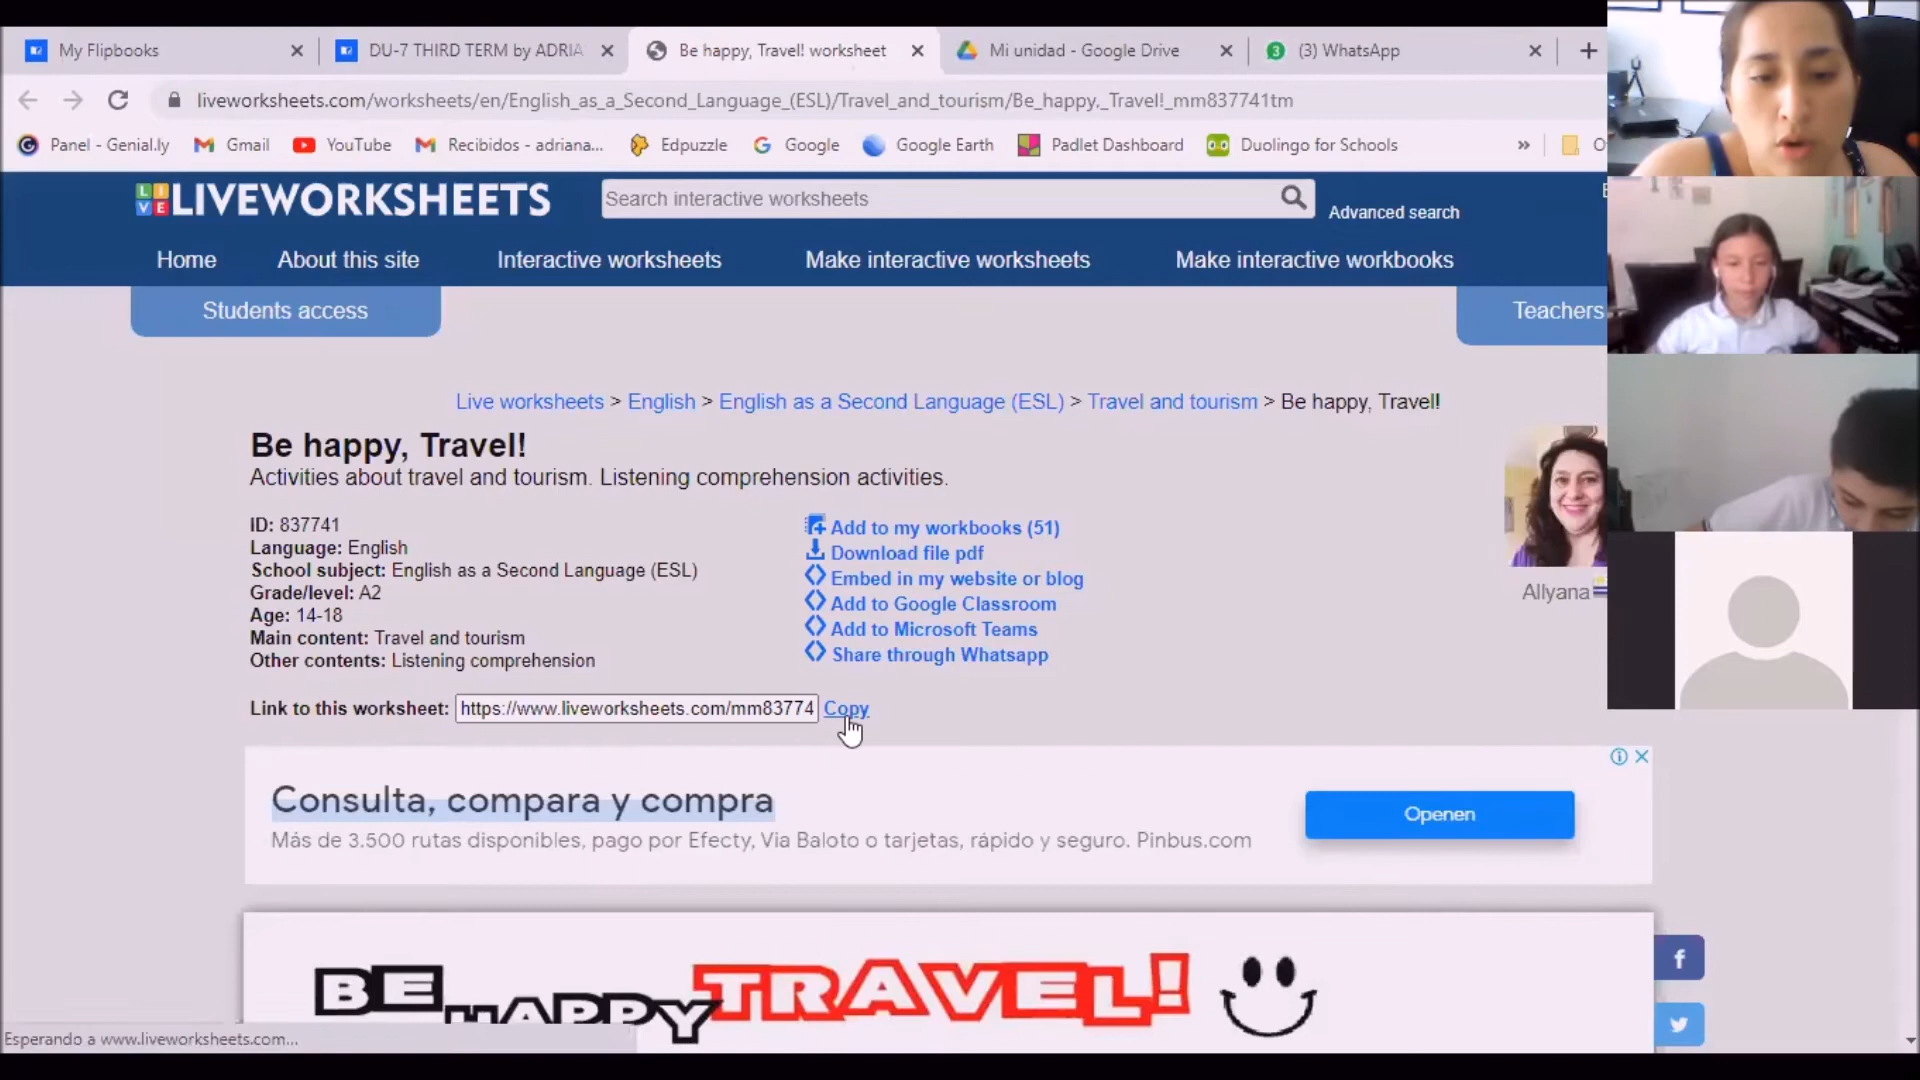 My Flipbooks
DU-7 THIRD TERM by ADRIA
Be happy, Travel! worksheet
Mi unidad - Google Drive
3 (3) WhatsApp
liveworksheets.com/worksheets/en/English_as_a_Second_Language_(ESL)/Travel_and_tourism/Be_happy,_Travel!_mm837741tm
Panel - Genial.ly
Gmail
YouTube
Recibidos - adriana...
Edpuzzle
Google
Google Earth
Padlet Dashboard
Duolingo for Schools
»
LIVE LIVEWORKSHEETS
Search interactive worksheets
Advanced search
Home
About this site
Interactive worksheets
Make interactive worksheets
Make interactive workbooks
Students access
Teachers
Live worksheets > English > English as a Second Language (ESL) > Travel and tourism > Be happy, Travel!
Be happy, Travel!
Activities about travel and tourism. Listening comprehension activities.
ID: 837741
Language: English
School subject: English as a Second Language (ESL)
Grade/level: A2
Age: 14-18
Main content: Travel and tourism
Other contents: Listening comprehension
Add to my workbooks (51)
Download file pdf
Embed in my website or blog
Add to Google Classroom
Add to Microsoft Teams
Share through Whatsapp
Allyana
Link to this worksheet: https://www.liveworksheets.com/mm83774 Copy
Consulta, compara y compra
Más de 3.500 rutas disponibles, pago por Efecty, Via Baloto o tarjetas, rápido y seguro. Pinbus.com
Openen
BE HAPPY TRAVEL!
Esperando a www.liveworksheets.com...